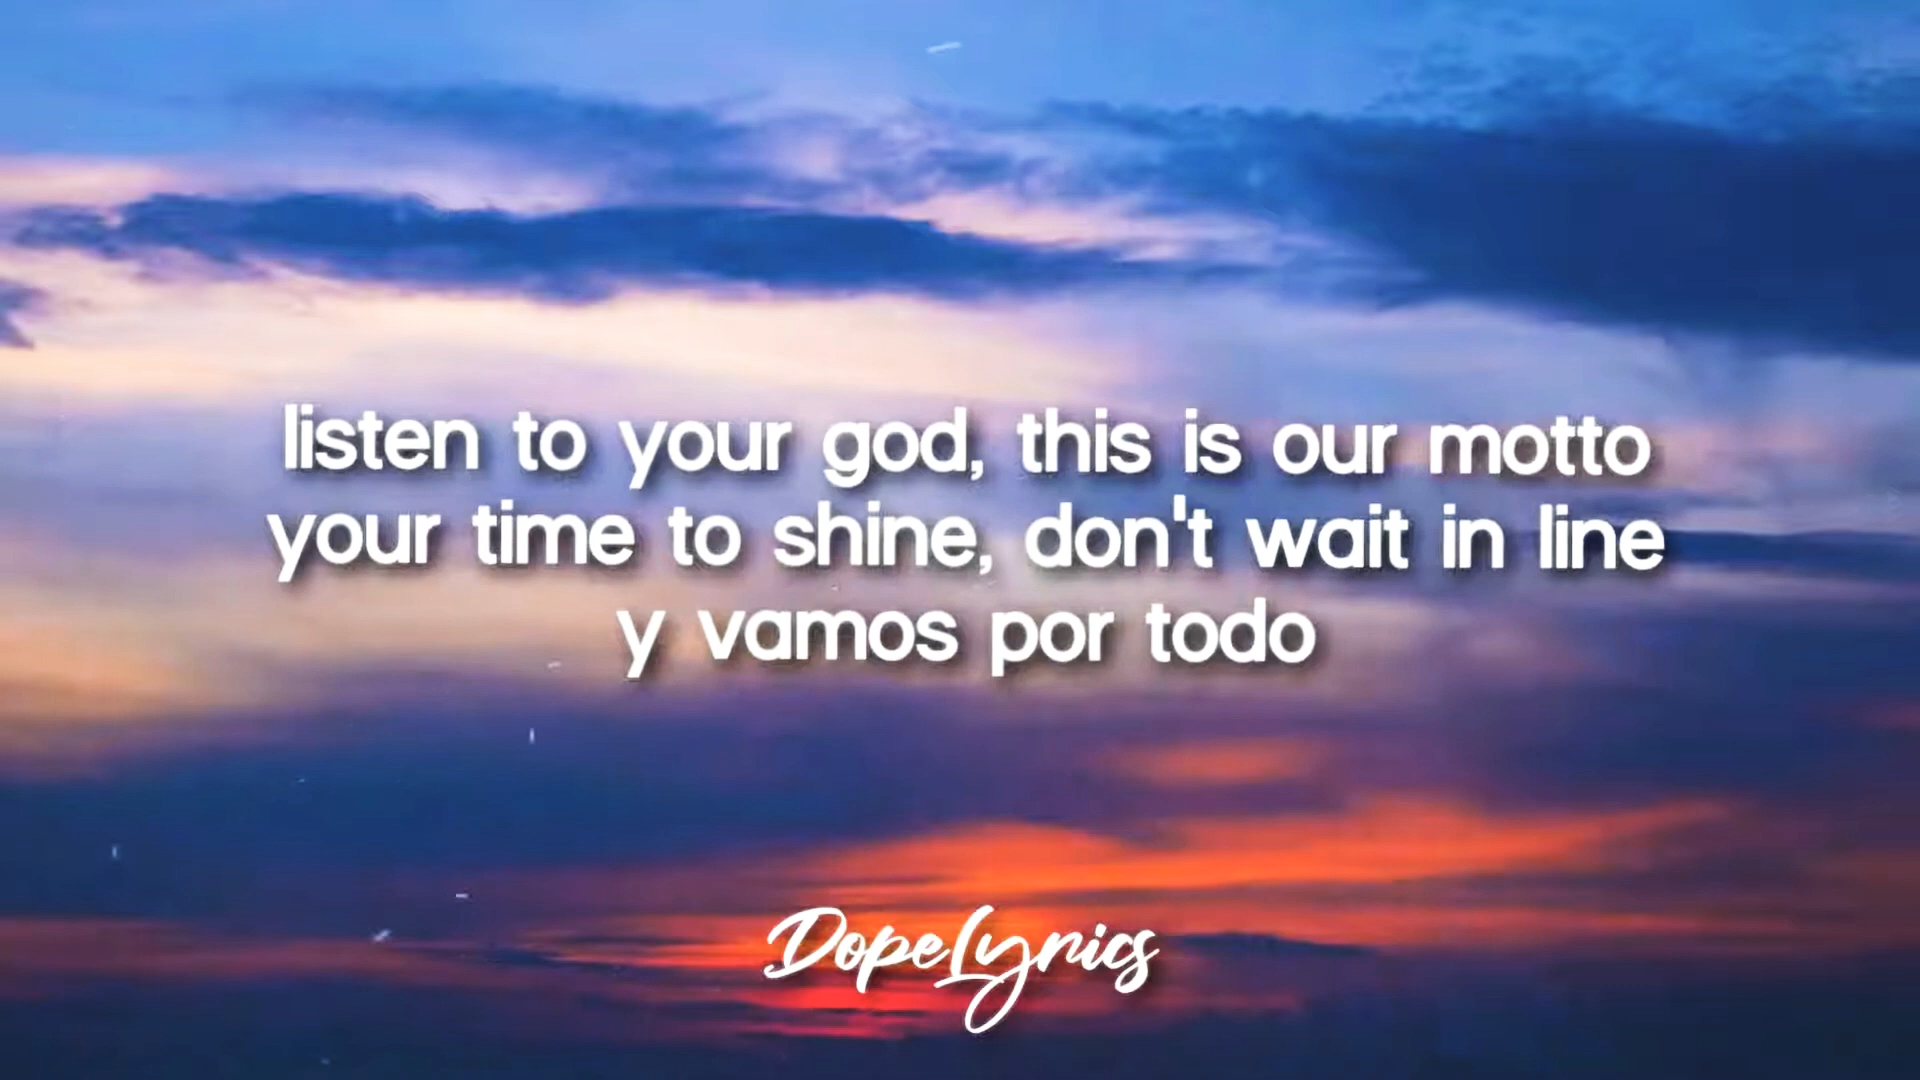 listen to your god, this is our motto
your time to shine, don't wait in line
y vamos por todo
DopeLyrics